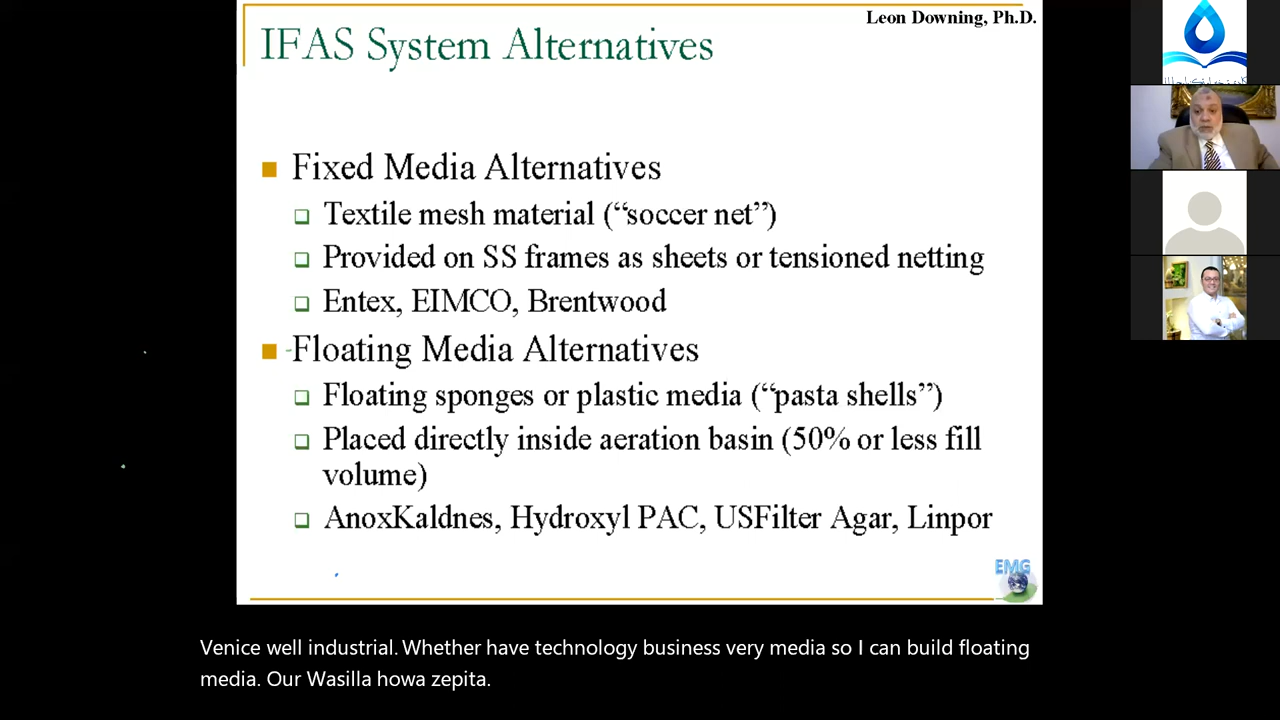 Leon Downing, Ph.D.
IFAS System Alternatives
Fixed Media Alternatives
Textile mesh material (“soccer net”)
Provided on SS frames as sheets or tensioned netting
Entex, EIMCO, Brentwood
Floating Media Alternatives
Floating sponges or plastic media (“pasta shells”)
Placed directly inside aeration basin (50% or less fill
volume)
AnoxKaldnes, Hydroxyl PAC, USFilter Agar, Linpor
EMG
Venice well industrial. Whether have technology business very media so I can build floating
media. Our Wasilla howa zepita.